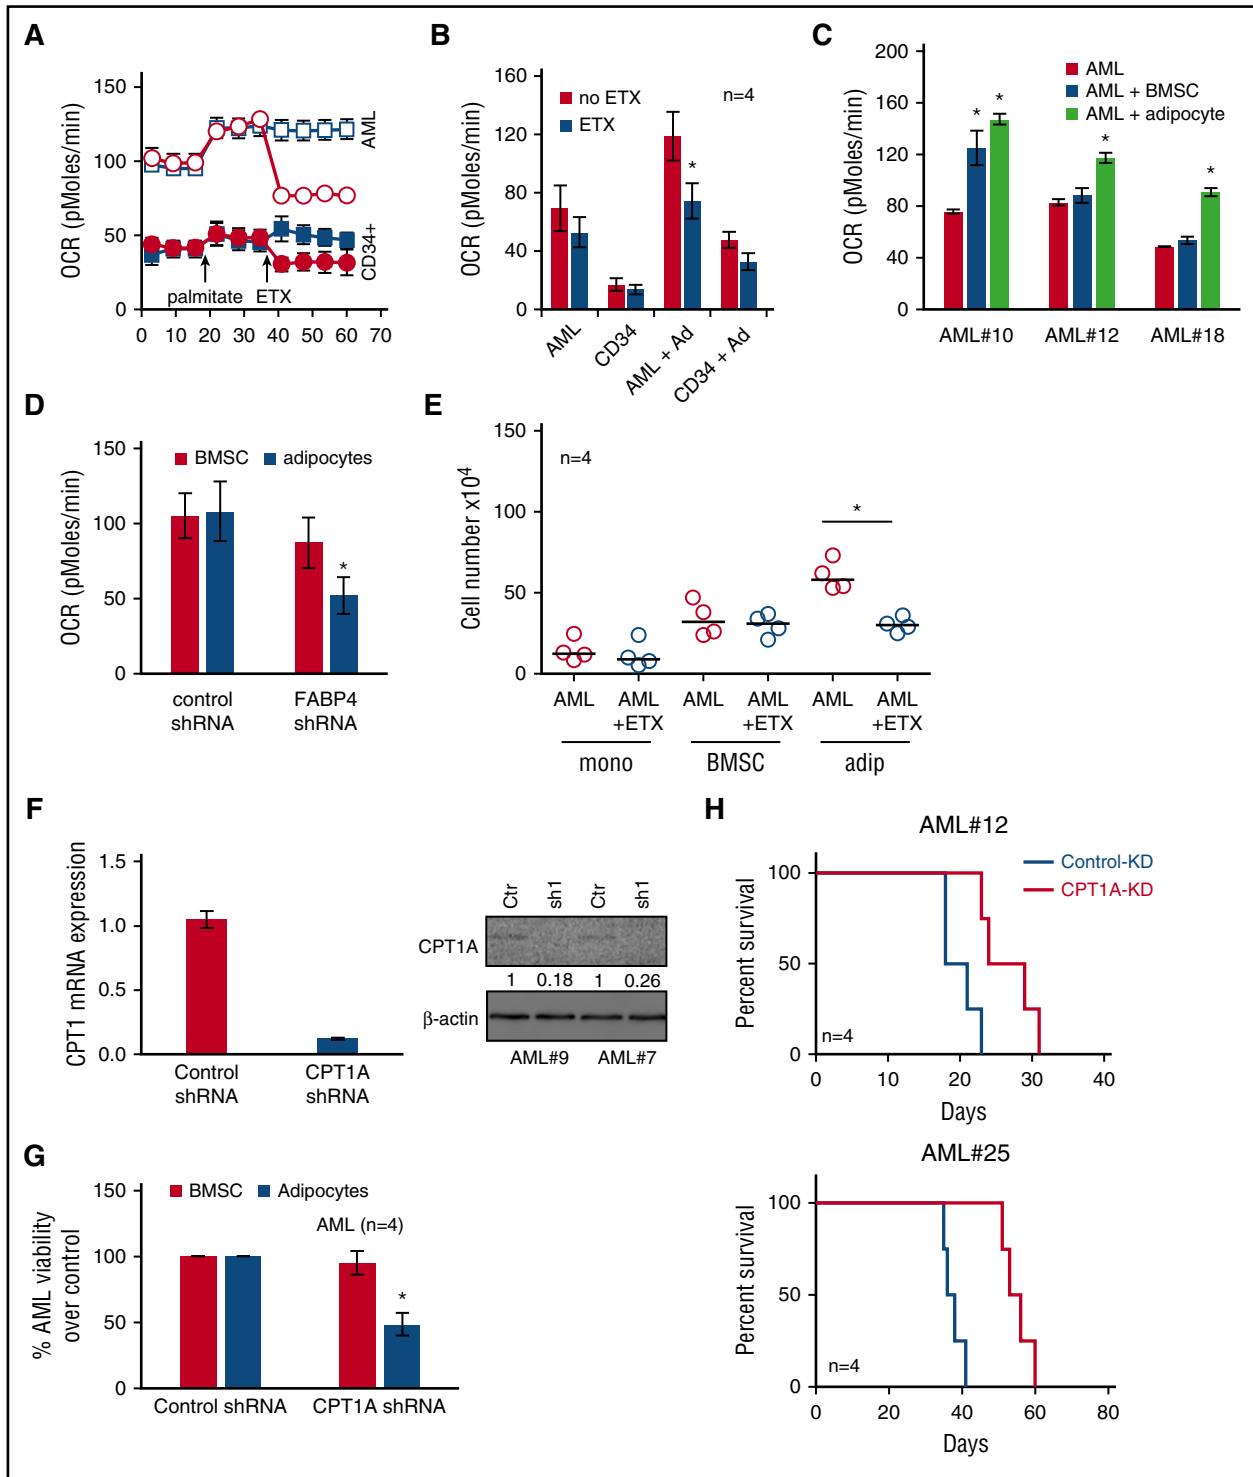 A
OCR (pMoles/min)
150
100
50
0
AML
CD34+
palmitate
ETX
0 10 20 30 40 50 60 70
B
OCR (pMoles/min)
160
120
80
40
0
no ETX
ETX
n=4
*
AML
CD34
AML + Ad
CD34 + Ad
C
OCR (pMoles/min)
200
160
120
80
40
0
AML
AML + BMSC
AML + adipocyte
* * * *
AML#10 AML#12 AML#18
D
OCR (pMoles/min)
150
100
50
0
BMSC adipocytes
*
control
shRNA
FABP4
shRNA
E
Cell number x10⁴
150
100
50
0
n=4
*
AML AML
+ETX
AML AML
+ETX
AML AML
+ETX
mono BMSC adip
F
CPT1 mRNA expression
1.5
1.0
0.5
0.0
Control
shRNA
CPT1A
shRNA
Ctr sh1 Ctr sh1
CPT1A
1 0.18 1 0.26
β-actin
AML#9 AML#7
G
% AML viability
over control
150
100
50
0
BMSC Adipocytes
AML (n=4)
*
Control shRNA CPT1A shRNA
H
AML#12
Percent survival
100
50
0
Control-KD
CPT1A-KD
n=4
0 10 20 30 40
Days
AML#25
Percent survival
100
50
0
n=4
0 20 40 60 80
Days